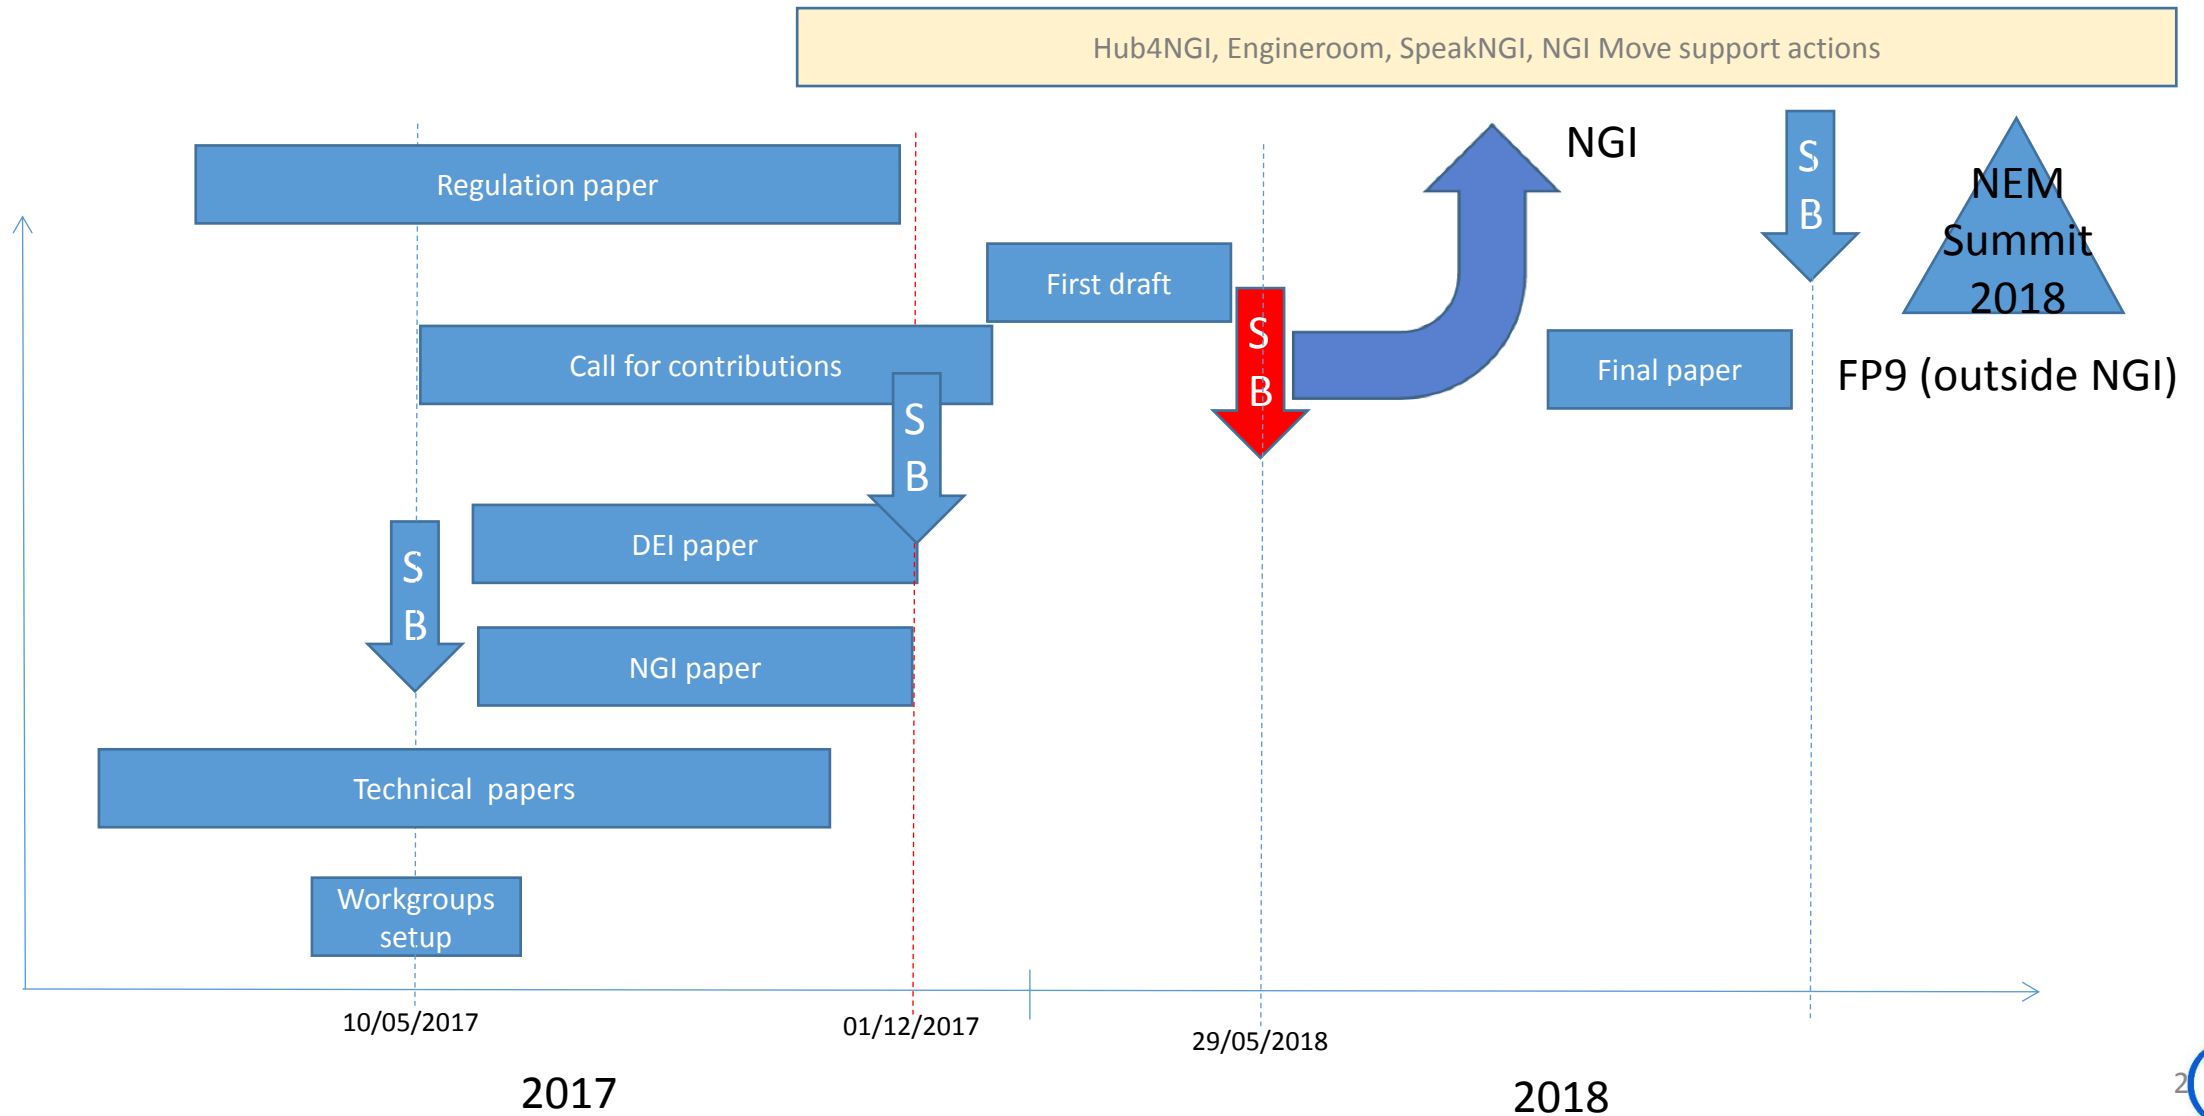 Hub4NGI, Engineroom, SpeakNGI, NGI Move support actions
NGI
S
B
NEM
Summit
2018
Regulation paper
First draft
S
B
Call for contributions
S
B
Final paper
FP9 (outside NGI)
DEI paper
S
B
NGI paper
Technical  papers
Workgroups
setup
10/05/2017
01/12/2017
29/05/2018
2017
2018
2